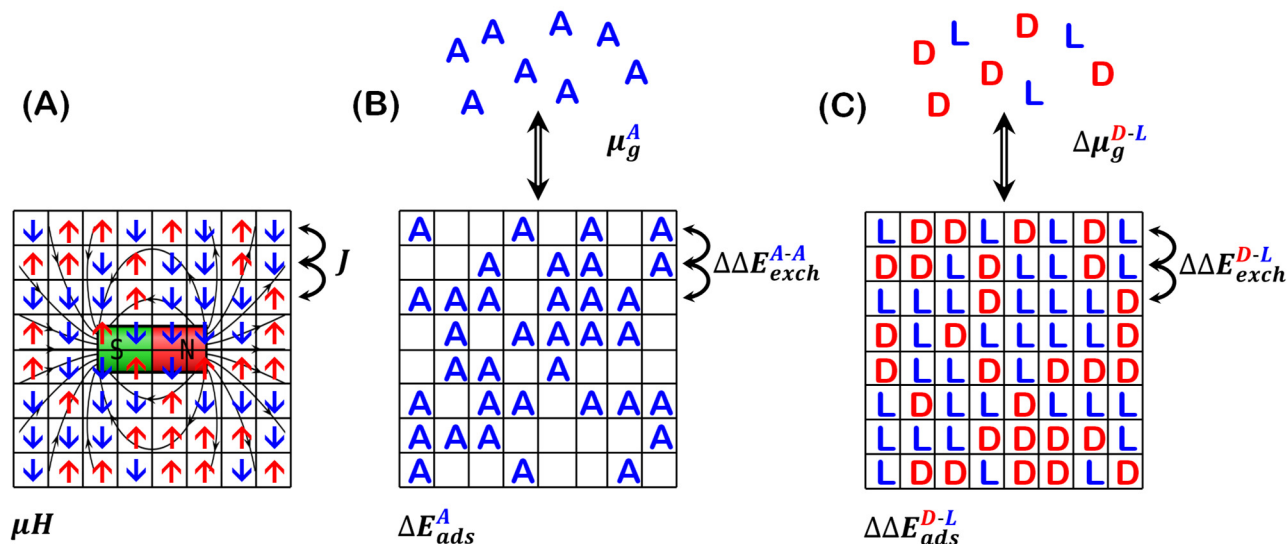 (A)
J
S N
μH
(B)
A A A A
A A
A A
μ_g^A
A A A A
A A A A
A A A A A A
A A A A A
A A A
A A A A A A
A A A A
A A A
ΔΔE_exch^A-A
ΔE_ads^A
(C)
D L D L
D D
D L
Δμ_g^D-L
L D D L D L D L
D D L D L L D L
L L L D L L L D
D L D L L L L D
D L L D L D D D
L D L L D L L L
L L L D D D D L
L D D L D D L D
ΔΔE_exch^D-L
ΔΔE_ads^D-L